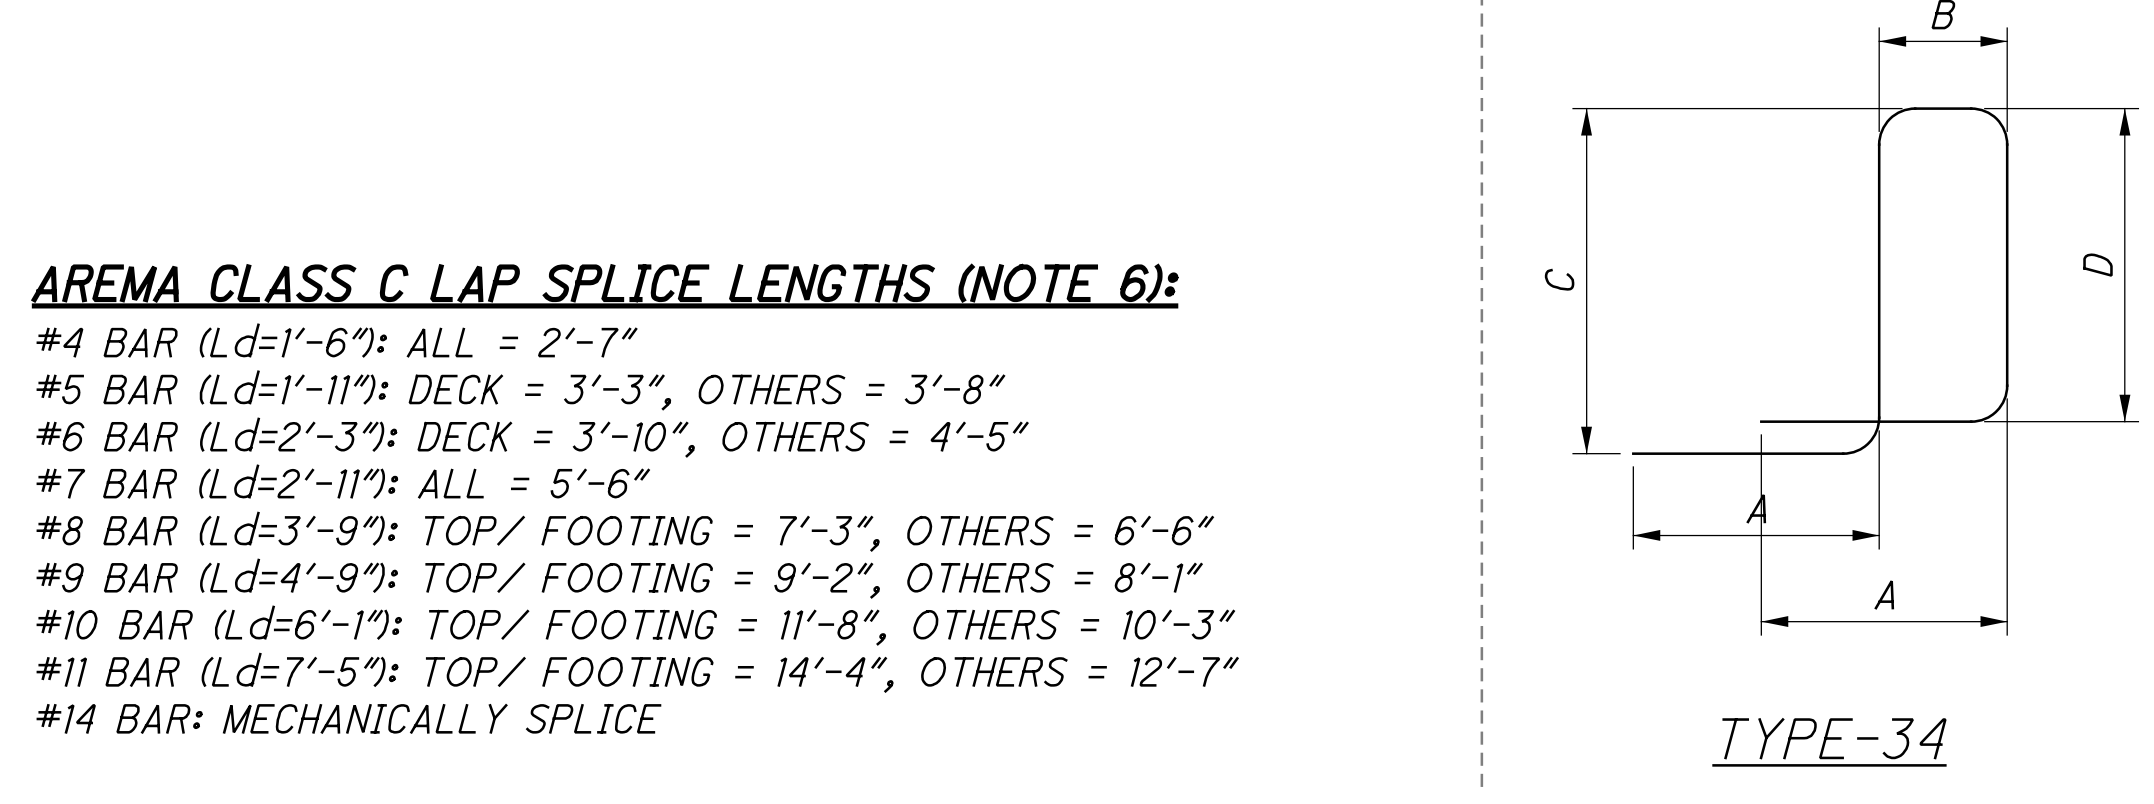 AREMA CLASS C LAP SPLICE LENGTHS (NOTE 6):
#4 BAR (Ld=1'-6"): ALL = 2'-7"
#5 BAR (Ld=1'-11"): DECK = 3'-3", OTHERS = 3'-8"
#6 BAR (Ld=2'-3"): DECK = 3'-10", OTHERS = 4'-5"
#7 BAR (Ld=2'-11"): ALL = 5'-6"
#8 BAR (Ld=3'-9"): TOP/ FOOTING = 7'-3", OTHERS = 6'-6"
#9 BAR (Ld=4'-9"): TOP/ FOOTING = 9'-2", OTHERS = 8'-1"
#10 BAR (Ld=6'-1"): TOP/ FOOTING = 11'-8", OTHERS = 10'-3"
#11 BAR (Ld=7'-5"): TOP/ FOOTING = 14'-4", OTHERS = 12'-7"
#14 BAR: MECHANICALLY SPLICE
B
C
D
A
A
TYPE-34